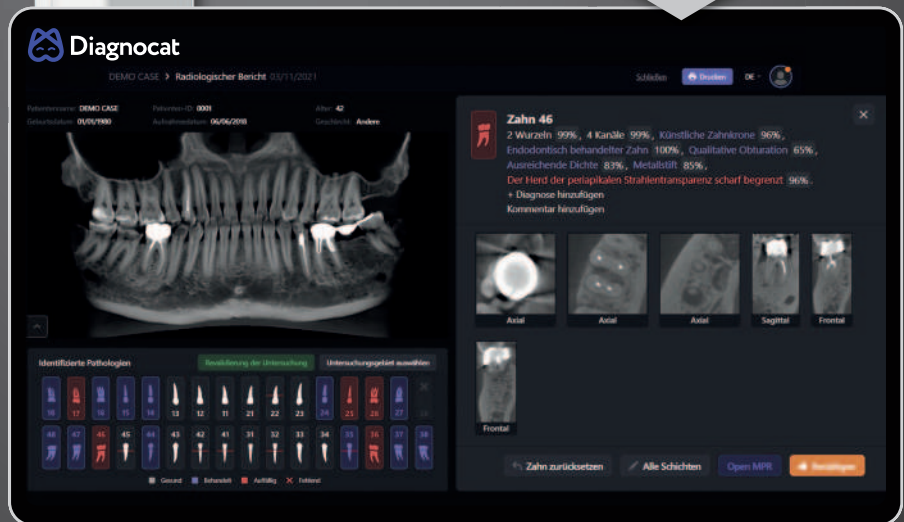 Diagnocat
DEMO CASE > Radiologischer Bericht 03/11/2021
Schließen
Drucken
DE
Patientenname: DEMO CASE Patienten-ID: 0001 Alter: 42
Geburtsdatum: 01/01/1980 Aufnahmedatum: 06/06/2018 Geschlecht: Andere
Zahn 46
2 Wurzeln 99%, 4 Kanäle 99%, Künstliche Zahnkrone 96%,
Endodontisch behandelter Zahn 100%, Qualitative Obturation 65%,
Ausreichende Dichte 83%, Metallstift 85%,
Der Herd der periapikalen Strahlentransparenz scharf begrenzt 96%.
+ Diagnose hinzufügen
Kommentar hinzufügen
Axial Axial Axial Sagittal Frontal
Frontal
Identifizierte Pathologien
Revalidierung der Untersuchung
Untersuchungsgebiet auswählen
18 17 16 15 14 13 12 11 21 22 23 24 25 26 27 28
48 47 46 45 44 43 42 41 31 32 33 34 35 36 37 38
Gesund Behandelt Auffällig Fehlend
Zahn zurücksetzen
Alle Schichten
Open MPR
Bestätigen